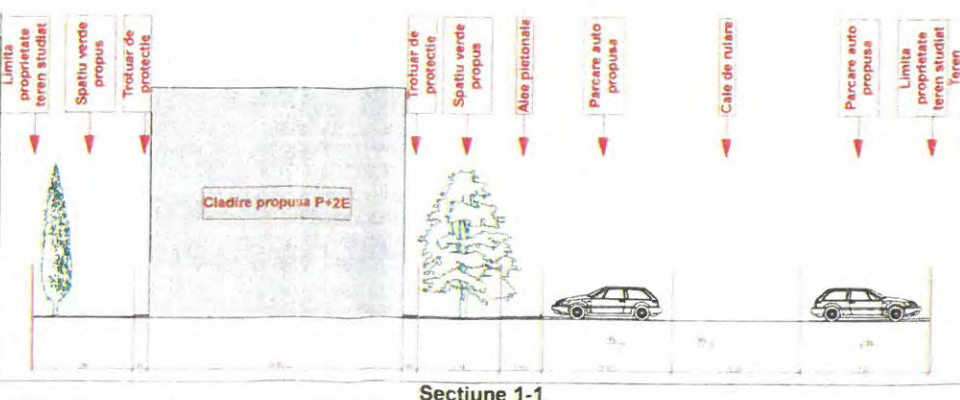 Limita
proprietate
teren studiat
Spatiu verde
propus
Trotuar de
protectie
Trotuar de
protectie
Spatiu verde
propus
Alee pietonala
Parcare auto
propusa
Cale de rulare
Parcare auto
propusa
Limita
proprietate
teren studiat
Teren
Cladire propusa P+2E
Sectiune 1-1